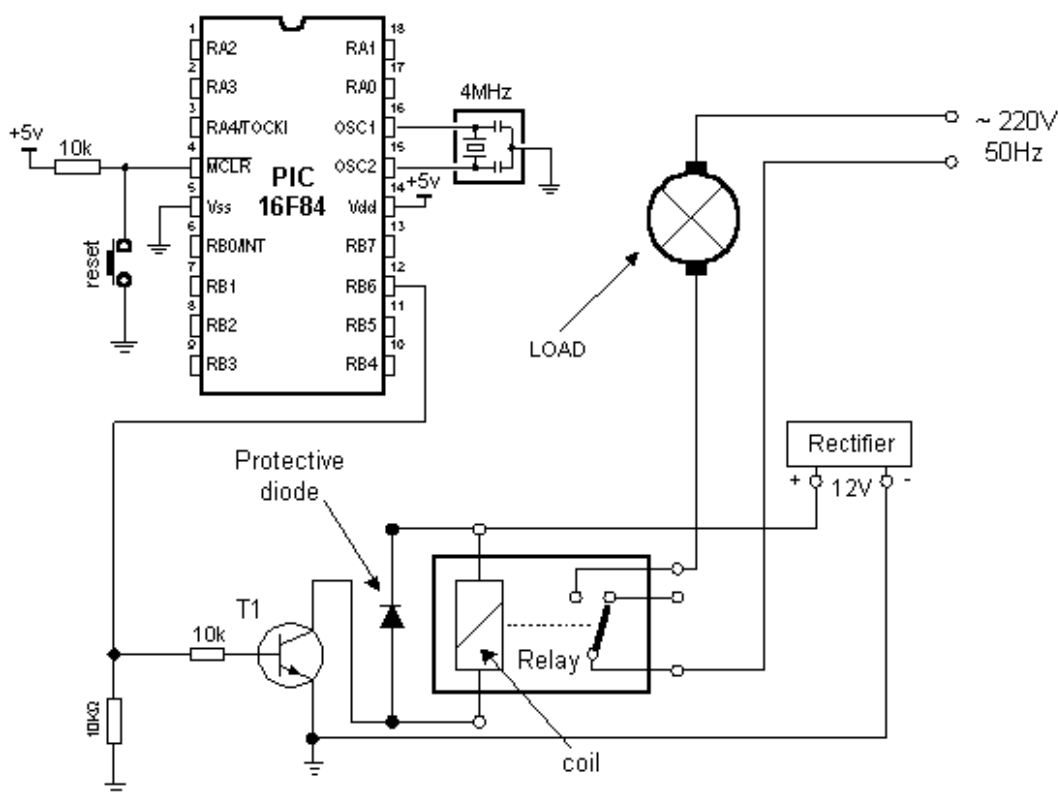 1
RA2
2
RA3
3
RA4/TOCKI
4
MCLR
5
Vss
6
RB0/INT
7
RB1
8
RB2
9
RB3
PIC
16F84
18
RA1
17
RA0
16
OSC1
15
OSC2
14
Vdd
13
RB7
12
RB6
11
RB5
10
RB4
+5v
10k
reset
4MHz
+5v
~ 220V
50Hz
LOAD
Rectifier
+ 12V -
Protective
diode
T1
10k
10KΩ
Relay
coil